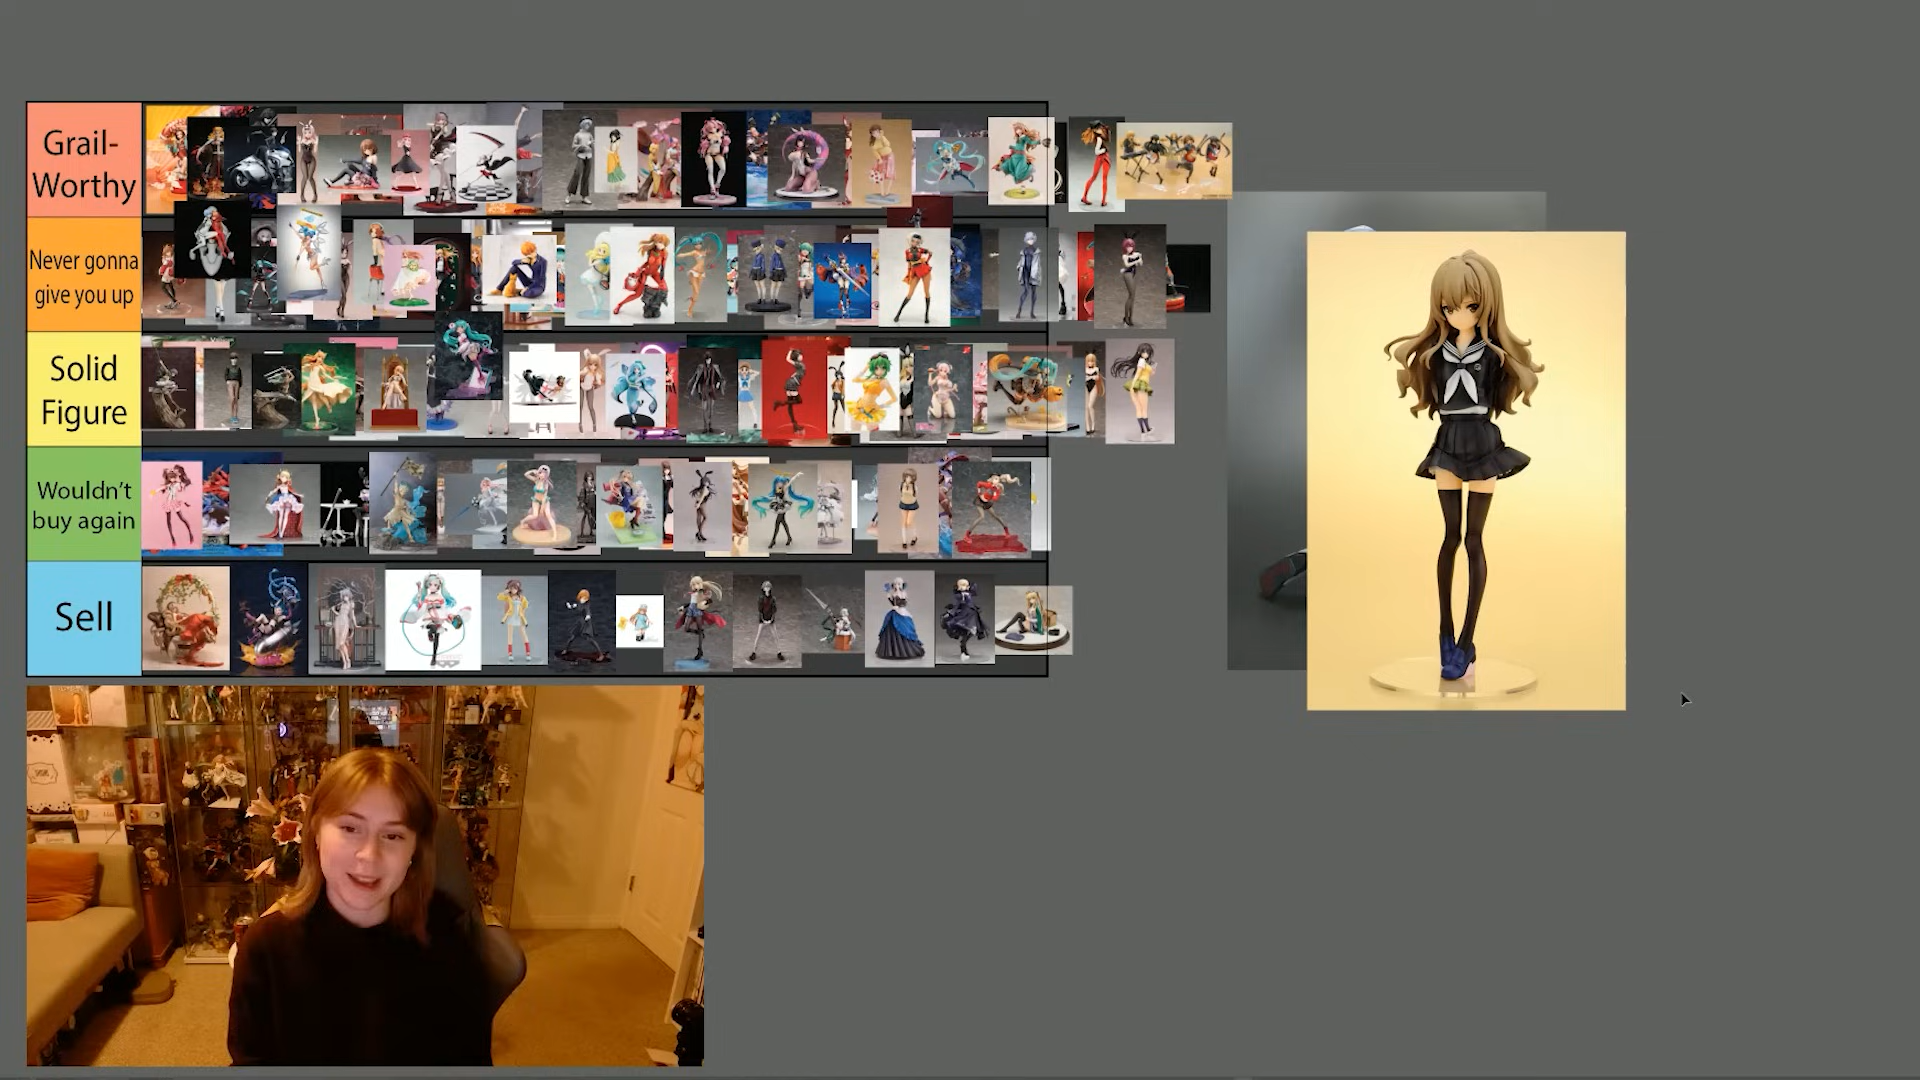 Grail-
Worthy
Never gonna
give you up
Solid
Figure
Wouldn't
buy again
Sell